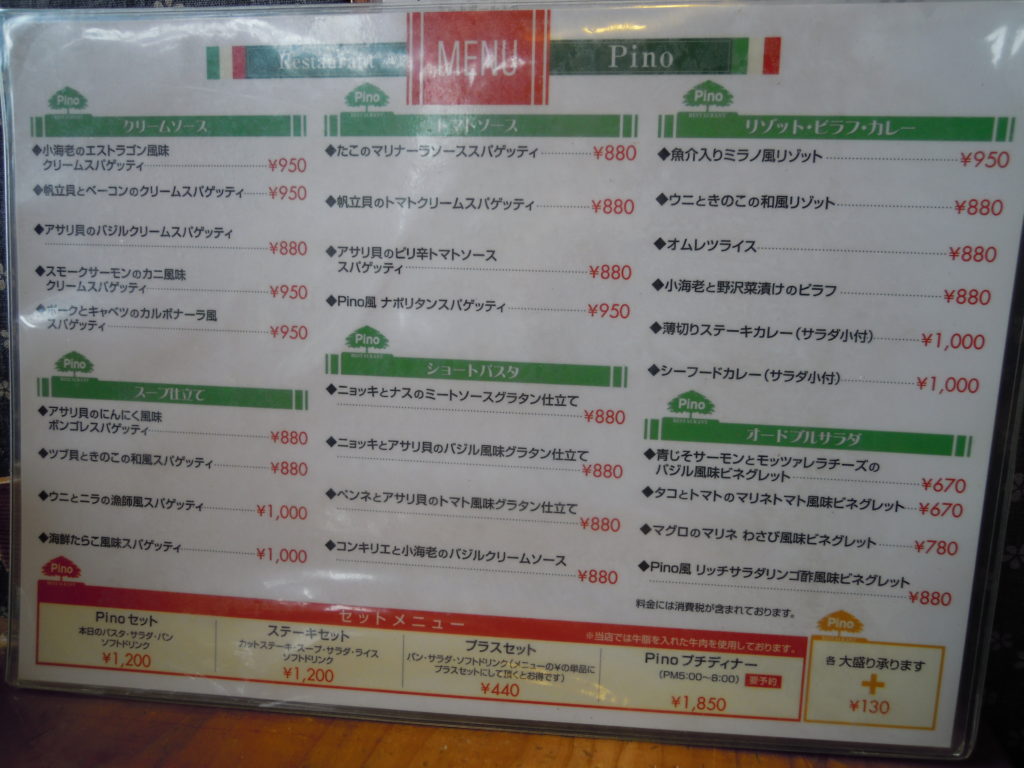 Restaurant
MENU
Pino
Pino
クリームソース
◆小海老のエストラゴン風味
クリームスパゲッティ ¥950
◆帆立貝とベーコンのクリームスパゲッティ ¥950
◆アサリ貝のバジルクリームスパゲッティ
¥880
◆スモークサーモンのカニ風味
クリームスパゲッティ ¥950
◆ポークとキャベツのカルボナーラ風
スパゲッティ ¥950
Pino
スープ仕立て
◆アサリ貝のにんにく風味
ボンゴレスパゲッティ ¥880
◆ツブ貝ときのこの和風スパゲッティ ¥880
◆ウニとニラの漁師風スパゲッティ ¥1,000
◆海鮮たらこ風味スパゲッティ ¥1,000
Pino
RESTAURANT
トマトソース
◆たこのマリナーラソーススパゲッティ ¥880
◆帆立貝のトマトクリームスパゲッティ ¥880
◆アサリ貝のピリ辛トマトソース
スパゲッティ ¥880
◆Pino風 ナポリタンスパゲッティ ¥950
Pino
RESTAURANT
ショートパスタ
◆ニョッキとナスのミートソースグラタン仕立て
¥880
◆ニョッキとアサリ貝のバジル風味グラタン仕立て
¥880
◆ペンネとアサリ貝のトマト風味グラタン仕立て
¥880
◆コンキリエと小海老のバジルクリームソース
¥880
Pino
RESTAURANT
リゾット・ピラフ・カレー
◆魚介入りミラノ風リゾット ¥950
◆ウニときのこの和風リゾット ¥880
◆オムレツライス ¥880
◆小海老と野沢菜漬けのピラフ ¥880
◆薄切りステーキカレー(サラダ小付) ¥1,000
◆シーフードカレー(サラダ小付) ¥1,000
Pino
RESTAURANT
オードブルサラダ
◆青じそサーモンとモッツァレラチーズの
バジル風味ビネグレット ¥670
◆タコとトマトのマリネトマト風味ビネグレット ¥670
◆マグロのマリネ わさび風味ビネグレット ¥780
◆Pino風 リッチサラダリンゴ酢風味ビネグレット
¥880
料金には消費税が含まれております。
Pino
セットメニュー
※当店では牛脂を入れた牛肉を使用しております。
Pinoセット
本日のパスタ・サラダ・パン
ソフトドリンク
¥1,200
ステーキセット
カットステーキ・スープ・サラダ・ライス
ソフトドリンク
¥1,200
プラスセット
パン・サラダ・ソフトドリンク(メニューの¥の単品に
プラスセットにして頂くとお得です)
¥440
Pino プチディナー
(PM5:00~8:00) 要予約
¥1,850
Pino
各 大盛り承ります
+
¥130